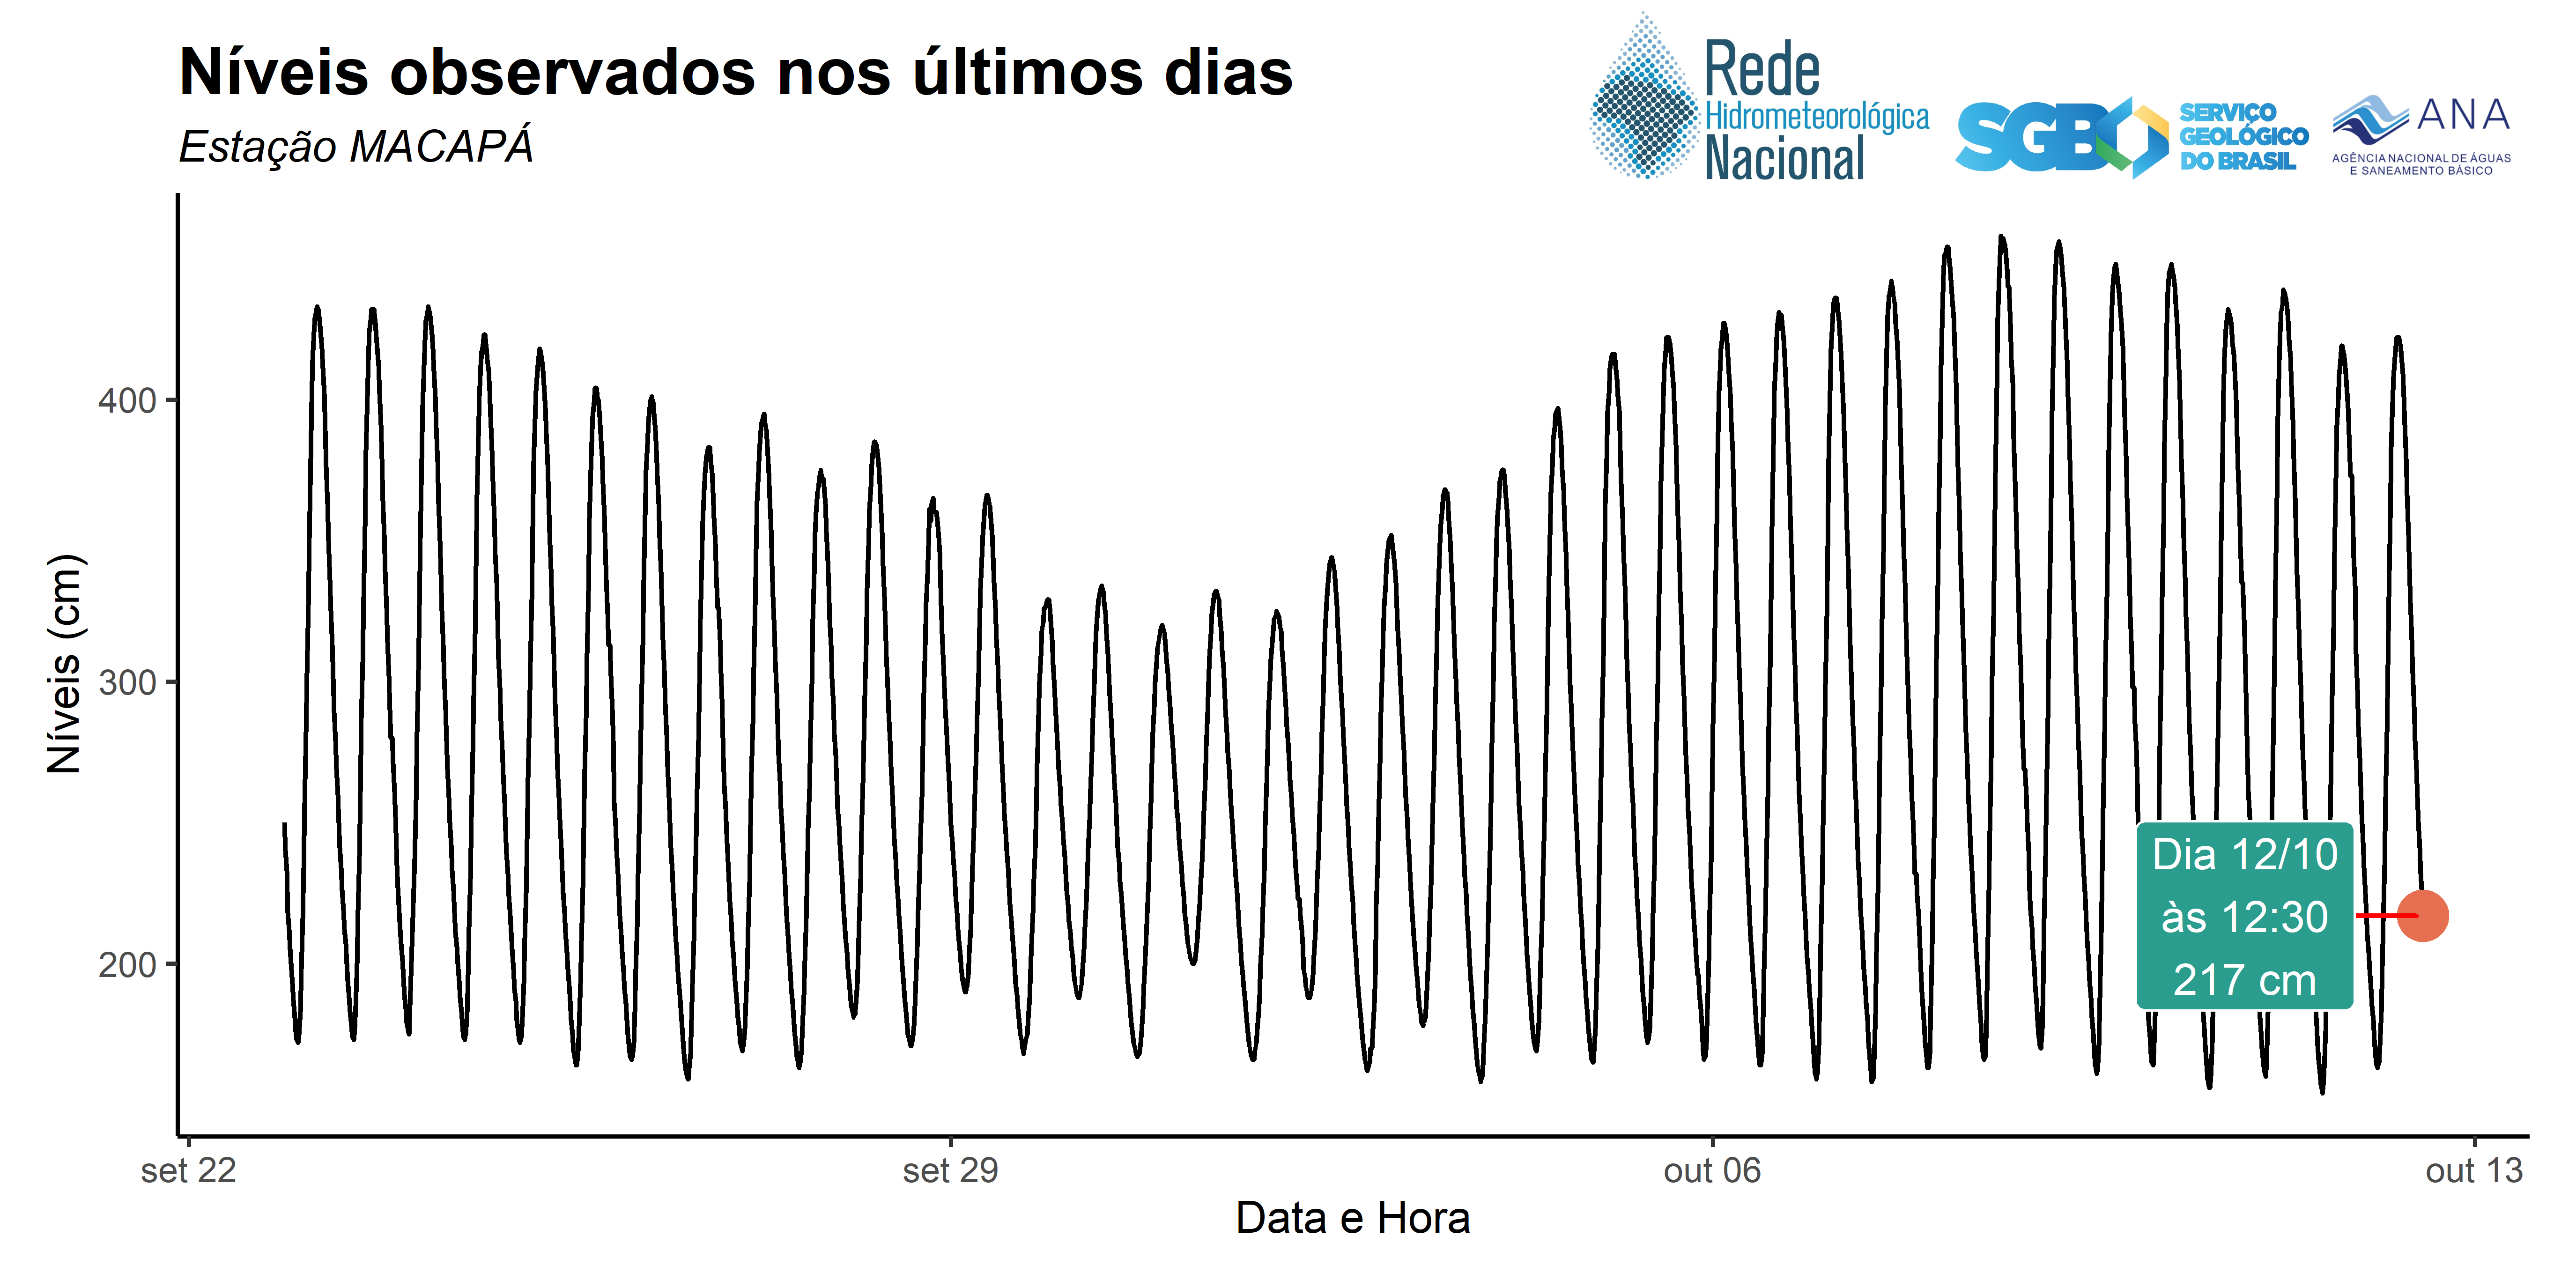 Níveis observados nos últimos dias
Estação MACAPÁ
Rede
Hidrometeorológica
Nacional
SGB
SERVIÇO
GEOLÓGICO
DO BRASIL
ANA
AGÊNCIA NACIONAL DE ÁGUAS
E SANEAMENTO BÁSICO
Níveis (cm)
400
300
200
Dia 12/10
às 12:30
217 cm
set 22
set 29
out 06
out 13
Data e Hora